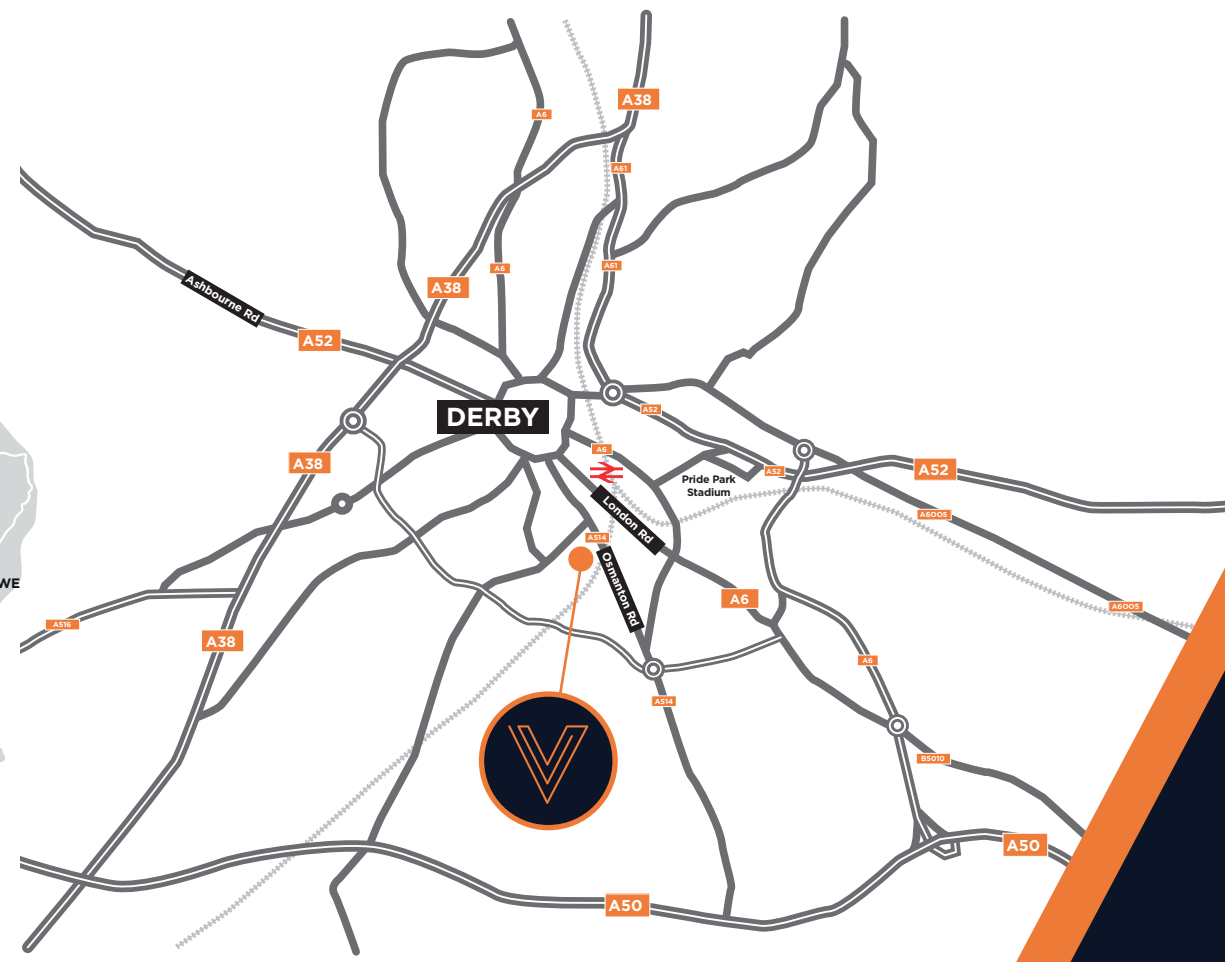 A38
A6
A61
A6
A61
A38
Ashbourne Rd
A52
DERBY
A52
A6
A38
A52
A52
Pride Park
Stadium
London Rd
A6005
A514
Osmanton Rd
WE
A6
A6005
A516
A38
A6
A514
B5010
A50
A50